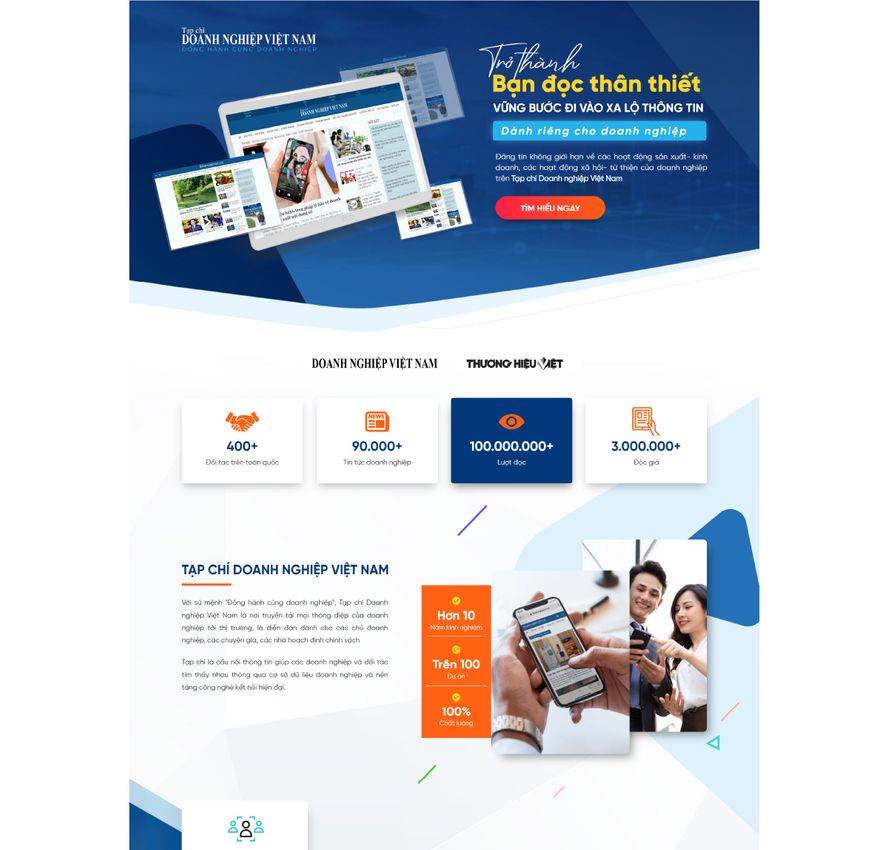 Tạp chí
DOANH NGHIỆP VIỆT NAM
ĐỒNG HÀNH CÙNG DOANH NGHIỆP
DOANH NGHIỆP VIỆT NAM
Trở thành
Bạn đọc thân thiết
VỮNG BƯỚC ĐI VÀO XA LỘ THÔNG TIN
Dành riêng cho doanh nghiệp
Đăng tin không giới hạn về các hoạt động sản xuất- kinh
doanh, các hoạt động xã hội- từ thiện của doanh nghiệp
trên Tạp chí Doanh nghiệp Việt Nam
TÌM HIỂU NGAY
DOANH NGHIỆP VIỆT NAM
THƯƠNG HIỆU VIỆT
400+
Đối tác trên toàn quốc
NEWS
90.000+
Tin tức doanh nghiệp
100.000.000+
Lượt đọc
3.000.000+
Độc giả
TẠP CHÍ DOANH NGHIỆP VIỆT NAM
Với sứ mệnh "Đồng hành cùng doanh nghiệp", Tạp chí Doanh
nghiệp Việt Nam là nơi truyền tải mọi thông điệp của doanh
nghiệp tới thị trường, là diễn đàn dành cho các chủ doanh
nghiệp, các chuyên gia, các nhà hoạch định chính sách
Tạp chí là cầu nối thông tin giúp các doanh nghiệp và đối tác
tìm thấy nhau thông qua cơ sở dữ liệu doanh nghiệp và nền
tảng công nghệ kết nối hiện đại.
Hơn 10
Năm kinh nghiệm
Trên 100
Dự án
100%
Chất lượng